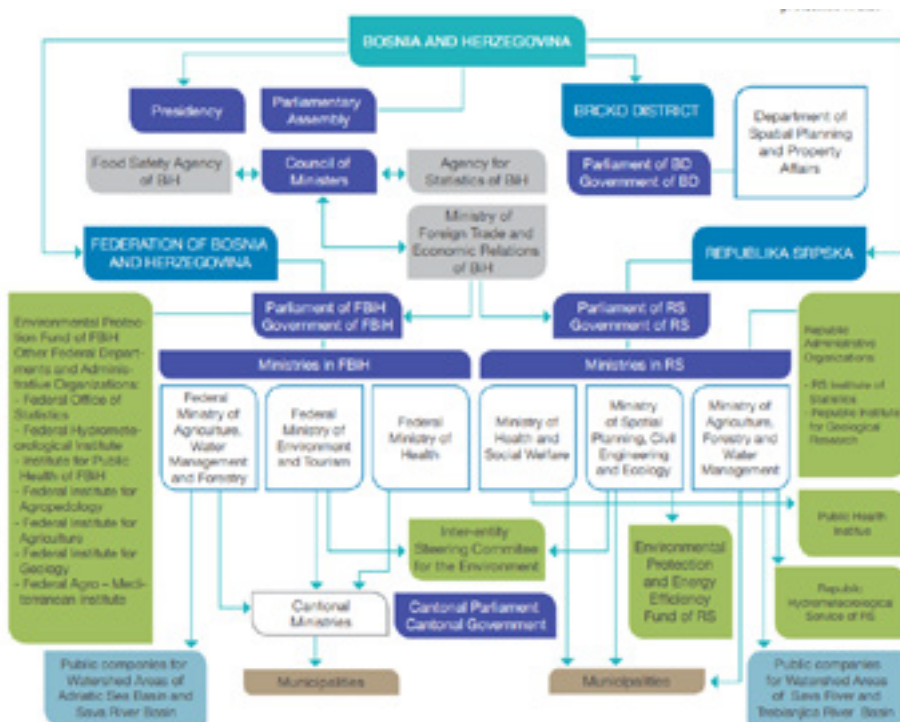 BOSNIA AND HERZEGOVINA
Presidency
Parliamentary
Assembly
BRCKO DISTRICT
Department of
Spatial Planning
and Property
Affairs
Food Safety Agency
of BiH
Council of
Ministers
Agency for
Statistics of BiH
Parliament of BD
Government of BD
Ministry of
Foreign Trade and
Economic Relations
of BiH
FEDERATION OF BOSNIA
AND HERZEGOVINA
REPUBLIKA SRPSKA
Parliament of FBiH
Government of FBiH
Parliament of RS
Government of RS
Environmental Protec-
tion Fund of FBiH
Other Federal Depart-
ments and Adminis-
trative Organizations:
- Federal Office of
Statistics
- Federal Hydromete-
orological Institute
- Institute for Public
Health of FBiH
- Federal Institute for
Agropedology
- Federal Institute for
Agriculture
- Federal Institute for
Geology
- Federal Agro – Medi-
terranean Institute
Ministries in FBiH
Ministries in RS
Republic
Administrative
Organizations:
- RS Institute of
Statistics
- Republic Institute
for Geological
Research
Federal
Ministry of
Agriculture,
Water
Management
and Forestry
Federal
Ministry of
Environment
and Tourism
Federal
Ministry of
Health
Ministry of
Health and
Social Welfare
Ministry
of Spatial
Planning, Civil
Engineering
and Ecology
Ministry of
Agriculture,
Forestry and
Water
Management
Public Health
Institue
Inter-entity
Steering Committee
for the Environment
Environmental
Protection
and Energy
Efficiency
Fund of RS
Republic
Hydrometeorological
Service of RS
Cantonal
Ministries
Cantonal Parliament
Cantonal Government
Public companies for
Watershed Areas of
Adriatic Sea Basin and
Sava River Basin
Municipalities
Municipalities
Public companies
for Watershed Areas
of Sava River and
Trebisnjica River Basin